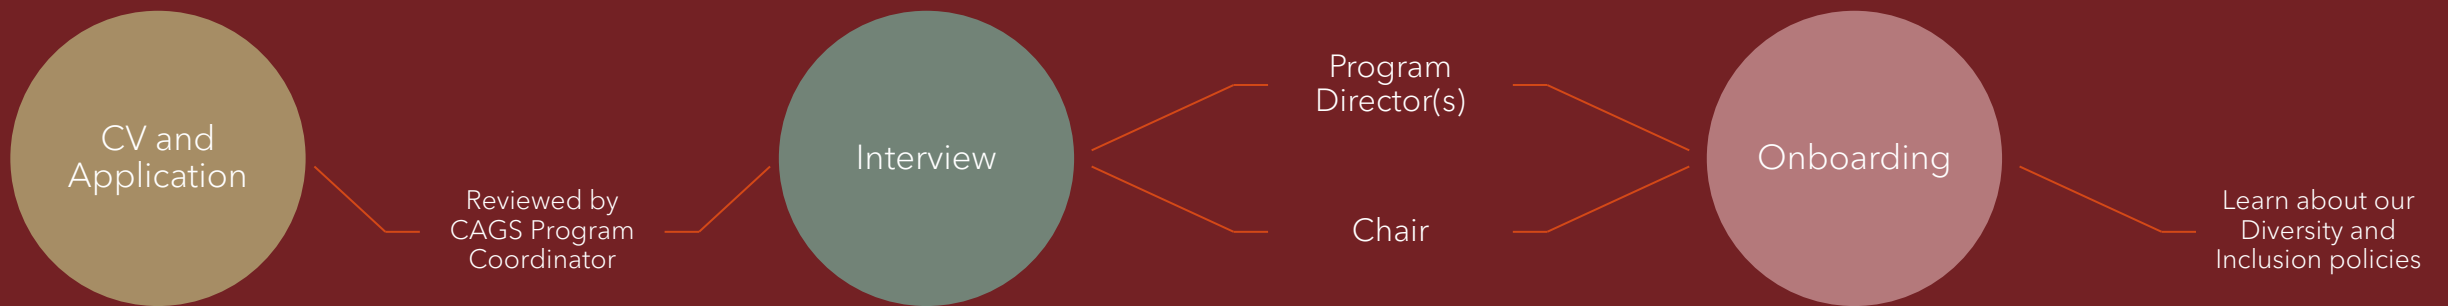 CV and
Application
Reviewed by
CAGS Program
Coordinator
Interview
Program
Director(s)
Chair
Onboarding
Learn about our
Diversity and
Inclusion policies